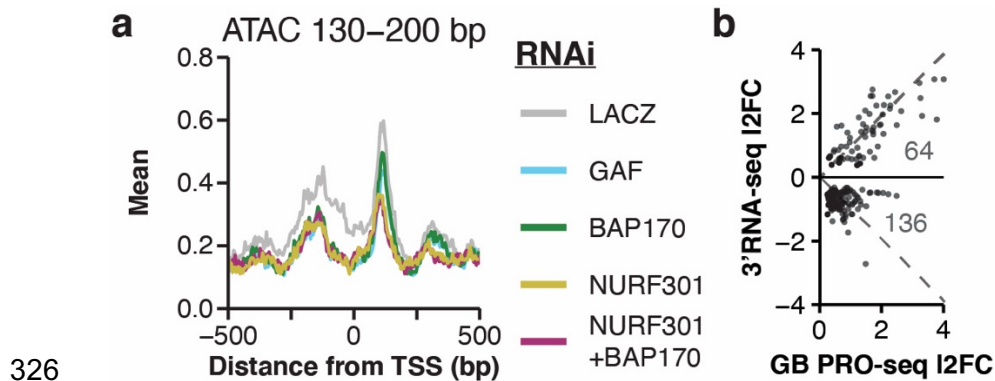 a
ATAC 130–200 bp
0.8
0.6
0.4
0.2
0.0
Mean
−500
0
500
Distance from TSS (bp)
RNAi
LACZ
GAF
BAP170
NURF301
NURF301
+BAP170
b
4
2
0
−2
−4
3'RNA-seq l2FC
64
136
0
2
4
GB PRO-seq l2FC
326